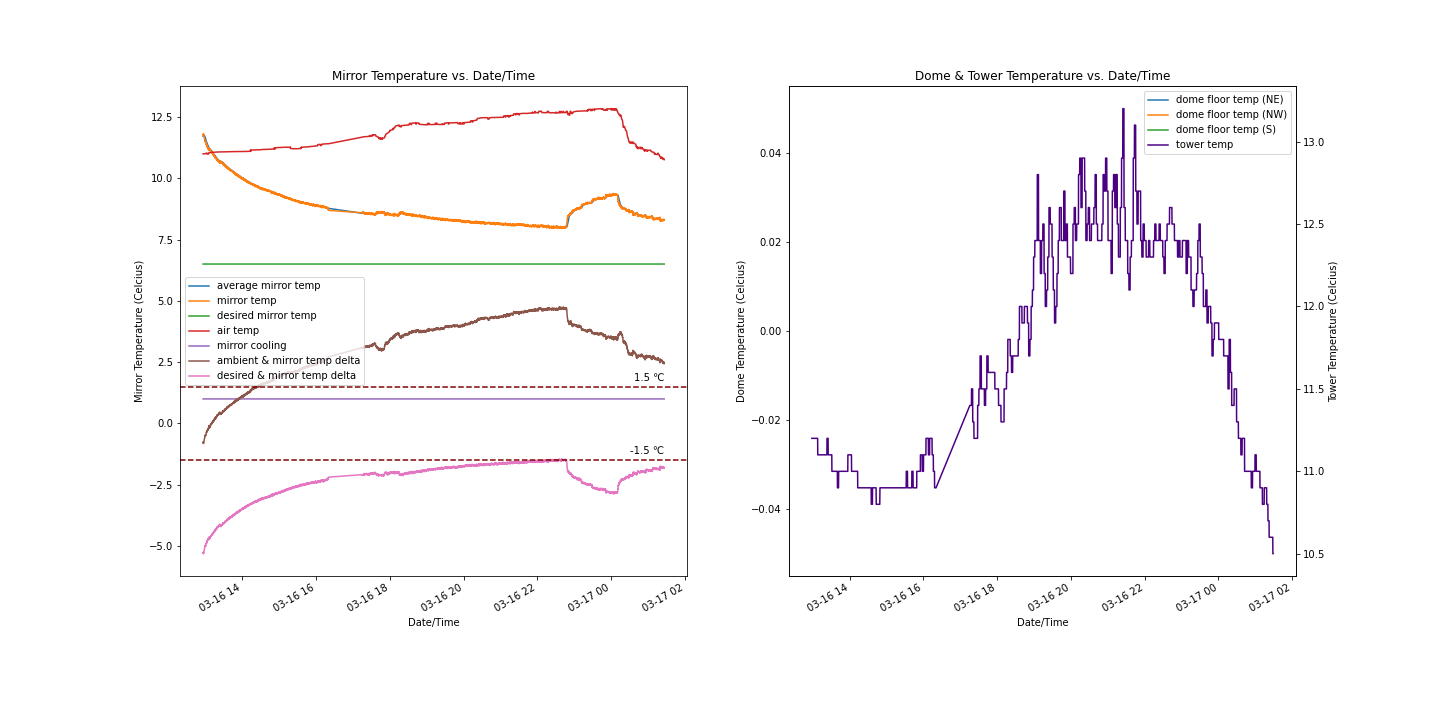 Mirror Temperature vs. Date/Time
12.5
10.0
7.5
5.0
2.5
0.0
−2.5
−5.0
Mirror Temperature (Celcius)
average mirror temp
mirror temp
desired mirror temp
air temp
mirror cooling
ambient & mirror temp delta
desired & mirror temp delta
1.5 °C
-1.5 °C
03-16 14
03-16 16
03-16 18
03-16 20
03-16 22
03-17 00
03-17 02
Date/Time
Dome & Tower Temperature vs. Date/Time
0.04
0.02
0.00
−0.02
−0.04
Dome Temperature (Celcius)
dome floor temp (NE)
dome floor temp (NW)
dome floor temp (S)
tower temp
13.0
12.5
12.0
11.5
11.0
10.5
Tower Temperature (Celcius)
03-16 14
03-16 16
03-16 18
03-16 20
03-16 22
03-17 00
03-17 02
Date/Time